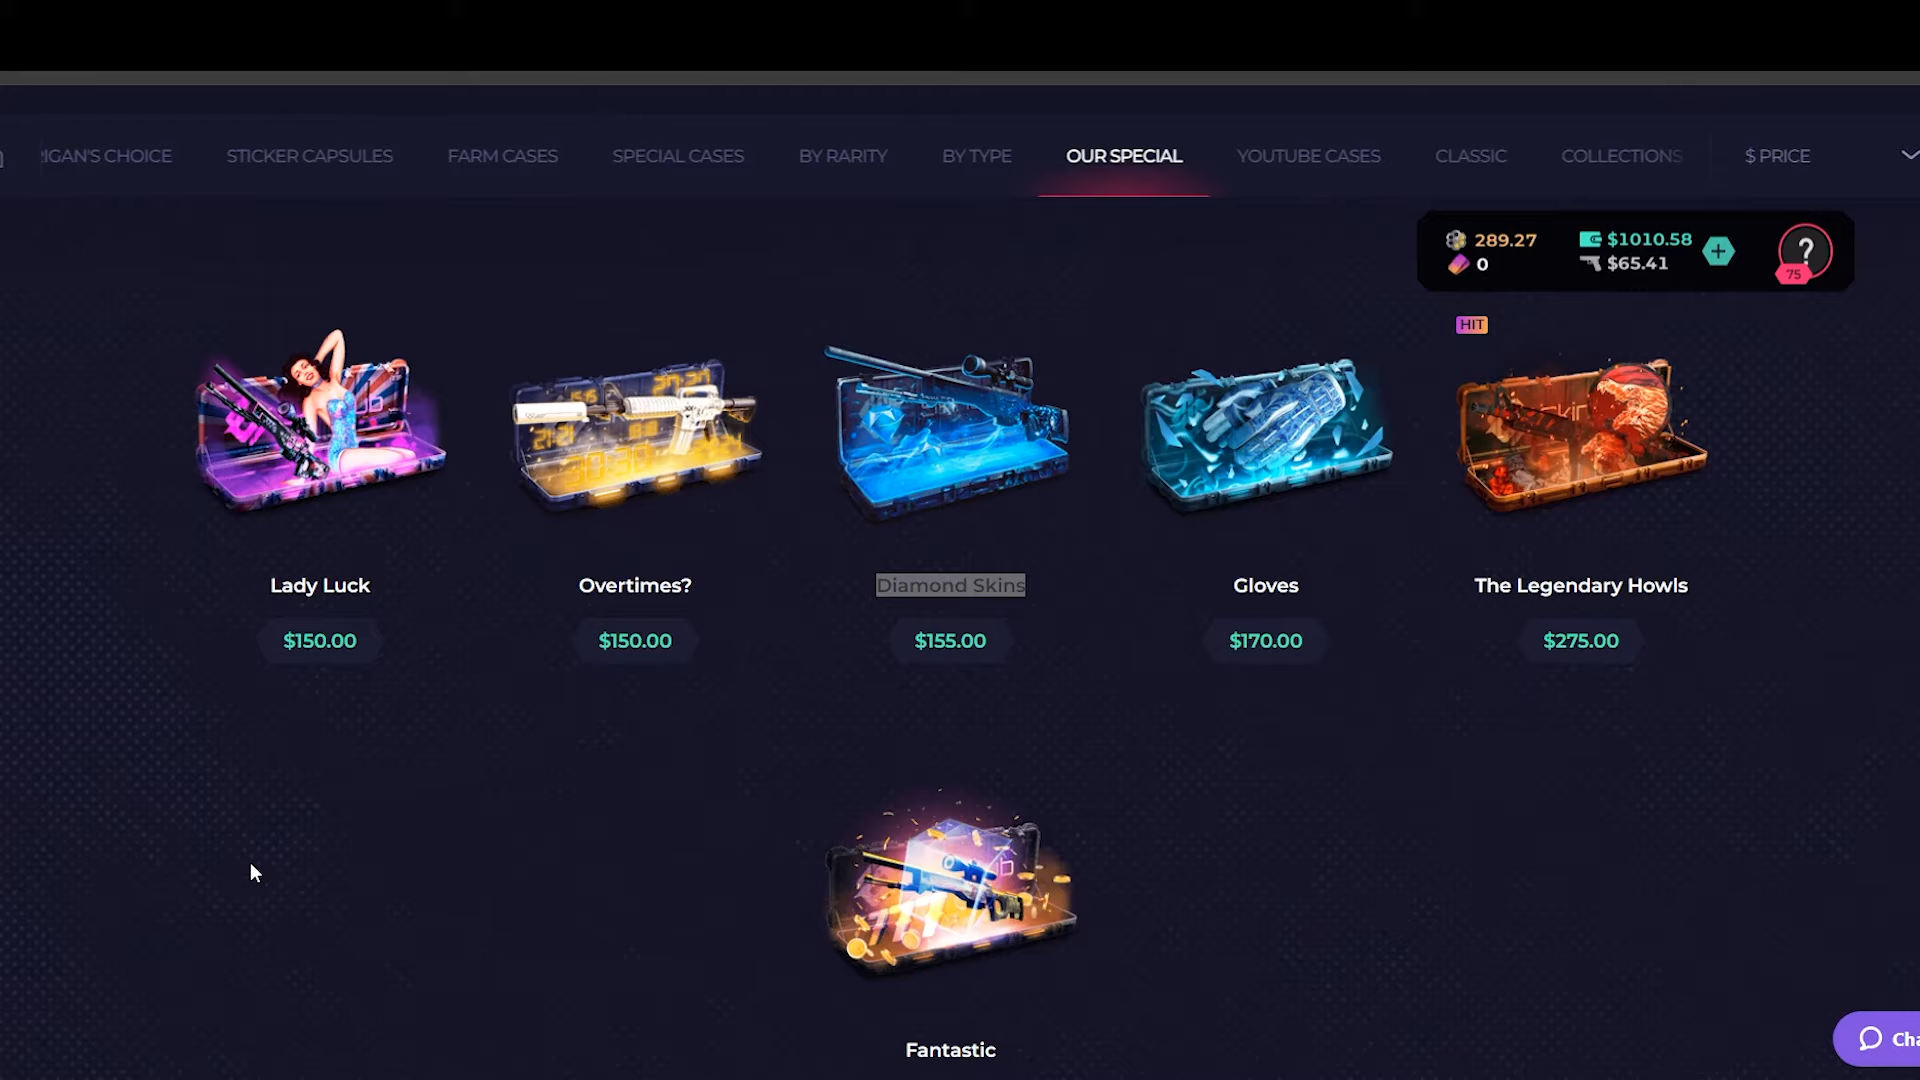 IGAN'S CHOICE STICKER CAPSULES FARM CASES SPECIAL CASES BY RARITY BY TYPE OUR SPECIAL YOUTUBE CASES CLASSIC COLLECTIONS $ PRICE
289.27 $1010.58
0 $65.41
75
HIT
Lady Luck Overtimes? Diamond Skins Gloves The Legendary Howls
$150.00 $150.00 $155.00 $170.00 $275.00
Fantastic
Cha